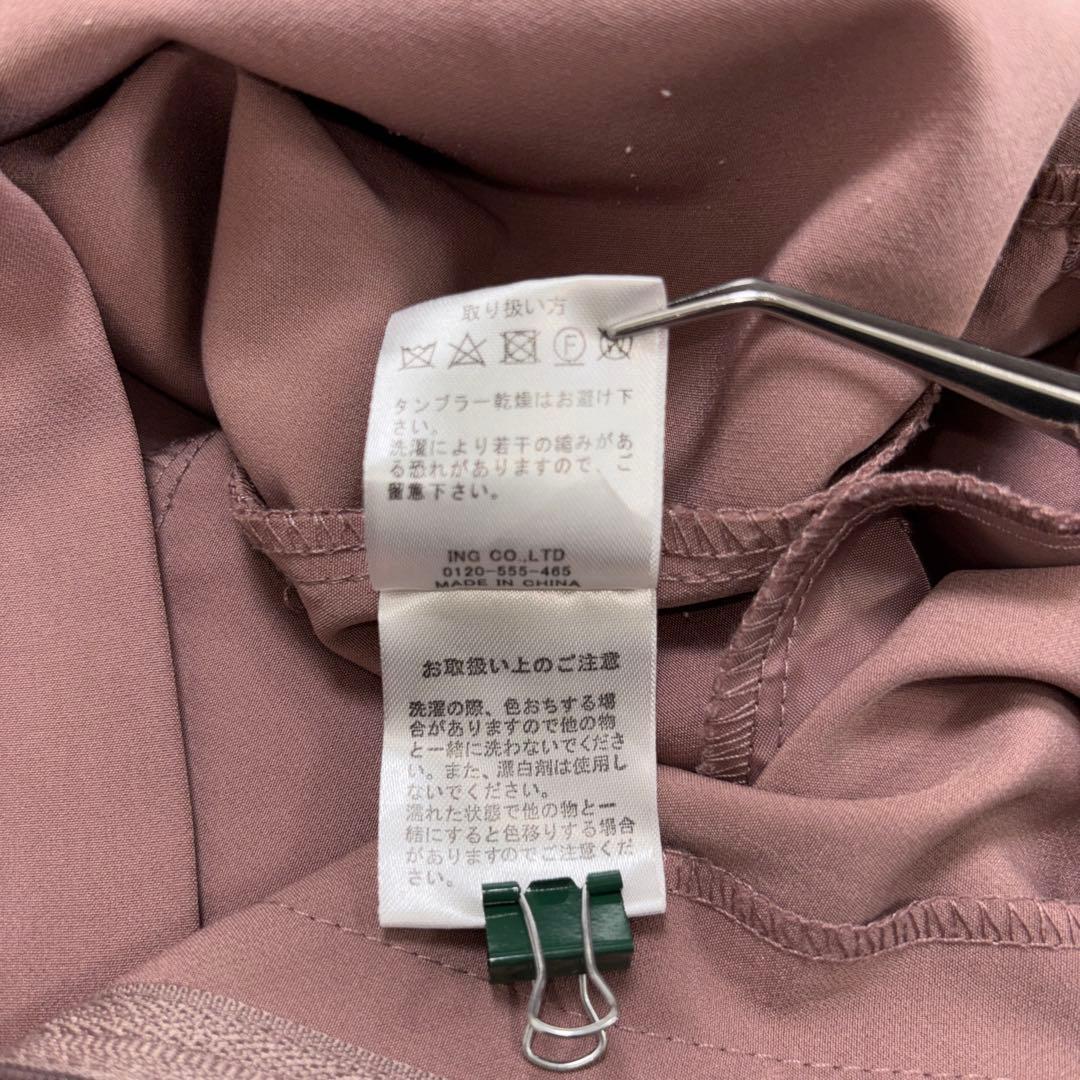 取り扱い方
F W
タンブラー乾燥はお避け下
さい。
洗濯により若干の縮みがあ
る恐れがありますので、ご
留意下さい。
ING CO.,LTD
0120-555-465
MADE IN CHINA
お取扱い上のご注意
洗濯の際、色おちする場
合がありますので他の物
と一緒に洗わないでくださ
い。また、漂白剤は使用し
ないでください。
濡れた状態で他の物と一
緒にすると色移りする場合
がありますのでご注意くだ
さい。